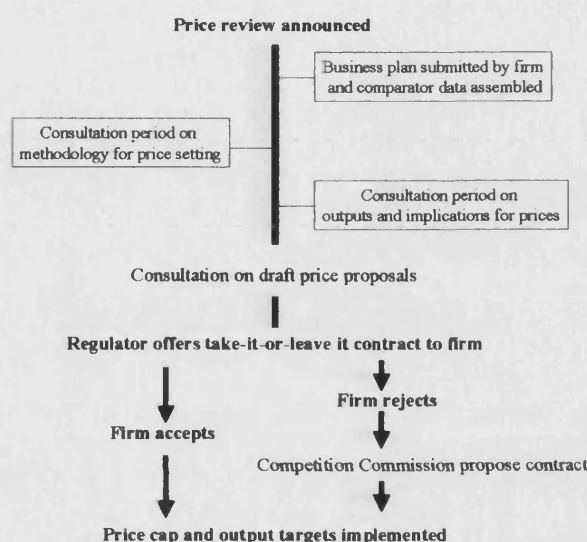 Price review announced
Business plan submitted by firm
and comparator data assembled
Consultation period on
methodology for price setting
Consultation period on
outputs and implications for prices
Consultation on draft price proposals
Regulator offers take-it-or-leave it contract to firm
Firm rejects
Firm accepts
Competition Commission propose contract
Price cap and output targets implemented